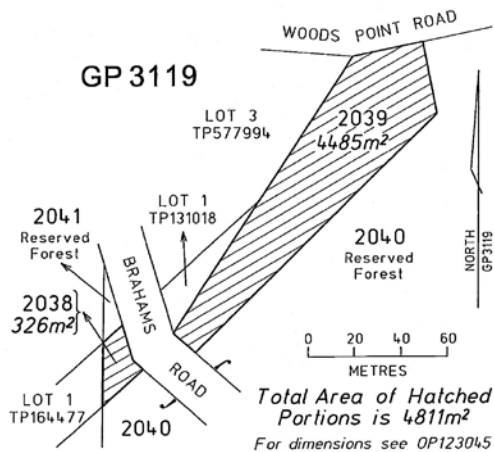 WOODS POINT ROAD
GP 3119
LOT 3
TP577994
2039
4485m²
LOT 1
TP131018
2041
Reserved
Forest
2040
Reserved
Forest
NORTH
GP3119
BRAHAMS
ROAD
2038
326m²
0 20 40 60
METRES
LOT 1
TP164477
2040
Total Area of Hatched
Portions is 4811m²
For dimensions see OP123045